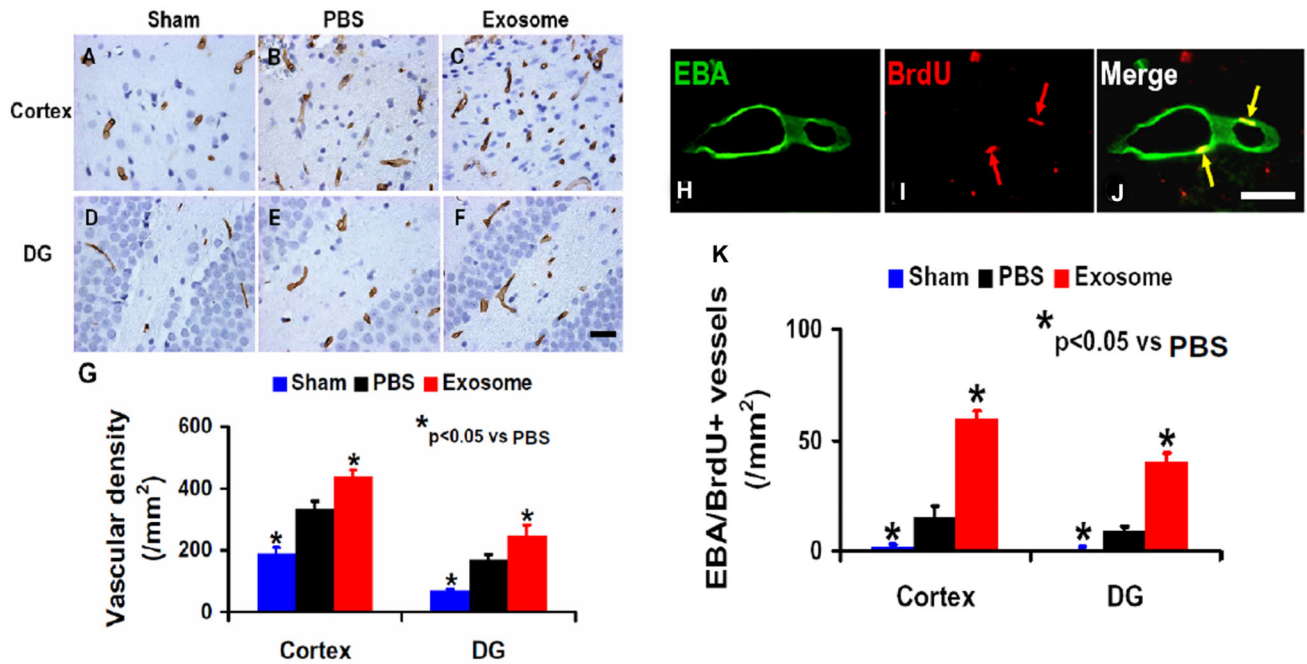 Sham PBS Exosome
Cortex
A B C
DG
D E F
G
Sham PBS Exosome
* p<0.05 vs PBS
Vascular density
(/mm²)
600
400
200
0
* * * *
Cortex DG
EBA BrdU Merge
H I J
K
Sham PBS Exosome
* p<0.05 vs PBS
EBA/BrdU+ vessels
(/mm²)
100
50
0
* * * *
Cortex DG